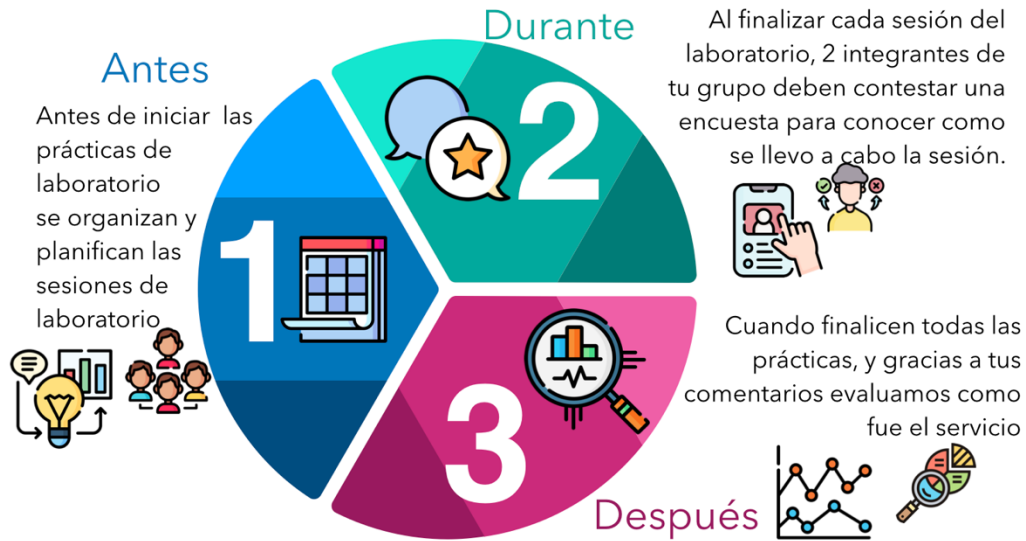 Antes
Antes de iniciar las
prácticas de
laboratorio
se organizan y
planifican las
sesiones de
laboratorio
1
Durante
2
Al finalizar cada sesión del
laboratorio, 2 integrantes de
tu grupo deben contestar una
encuesta para conocer como
se llevo a cabo la sesión.
3
Después
Cuando finalicen todas las
prácticas, y gracias a tus
comentarios evaluamos como
fue el servicio